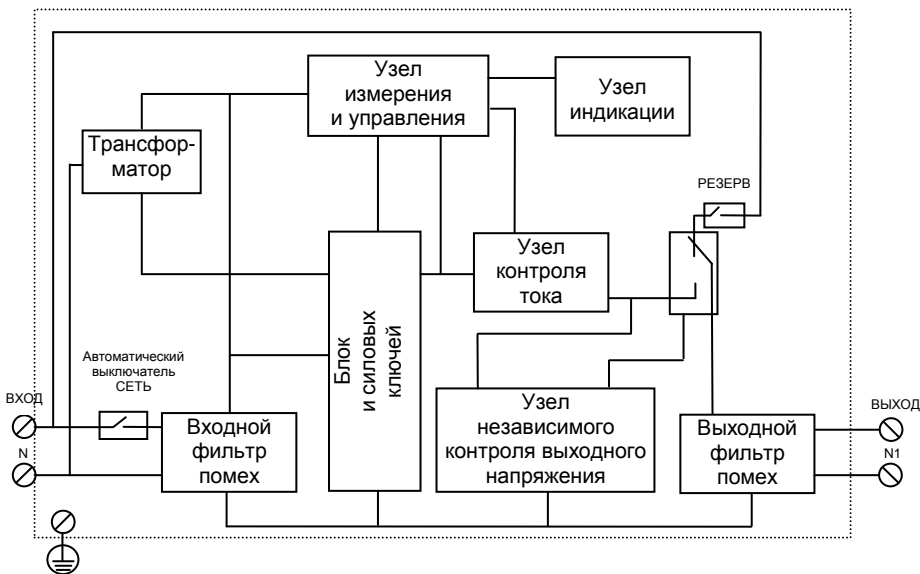 Узел
измерения
и управления
Узел
индикации
Трансфор-
матор
РЕЗЕРВ
Узел
контроля
тока
Блок
и силовых
ключей
Автоматический
выключатель
СЕТЬ
ВХОД
N
Входной
фильтр
помех
Узел
независимого
контроля выходного
напряжения
Выходной
фильтр
помех
ВЫХОД
N1